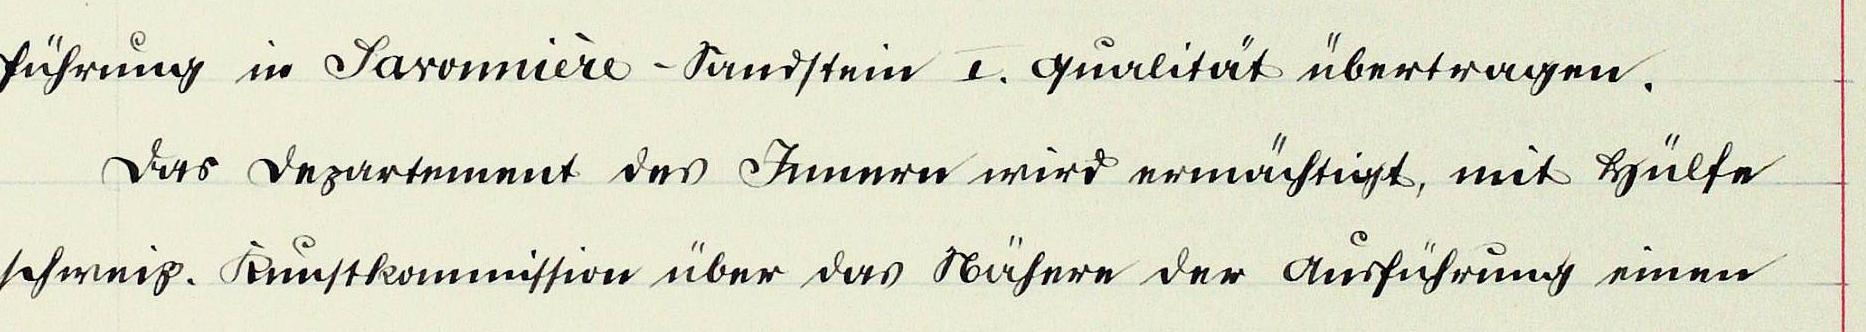 führung in Savonnière-Sandstein I. Qualität übertragen.
Das Departement des Innern wird ermächtigt, mit Hülfe
schweiz. Kunstkommission über das Nähere der Ausführung einen